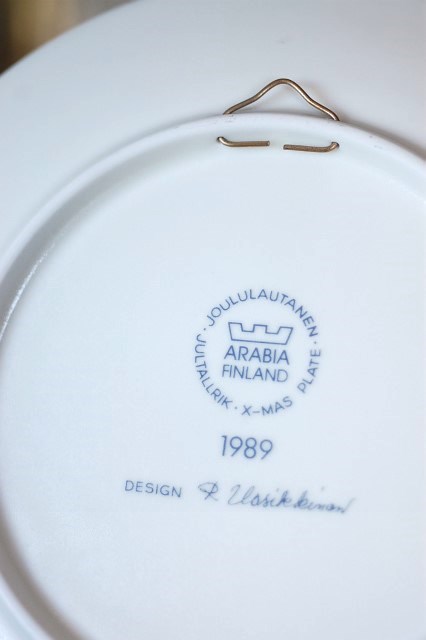 JOULULAUTANEN · X-MAS PLATE · JULTALLRIK ·
ARABIA
FINLAND
1989
DESIGN R. Uosikkinen